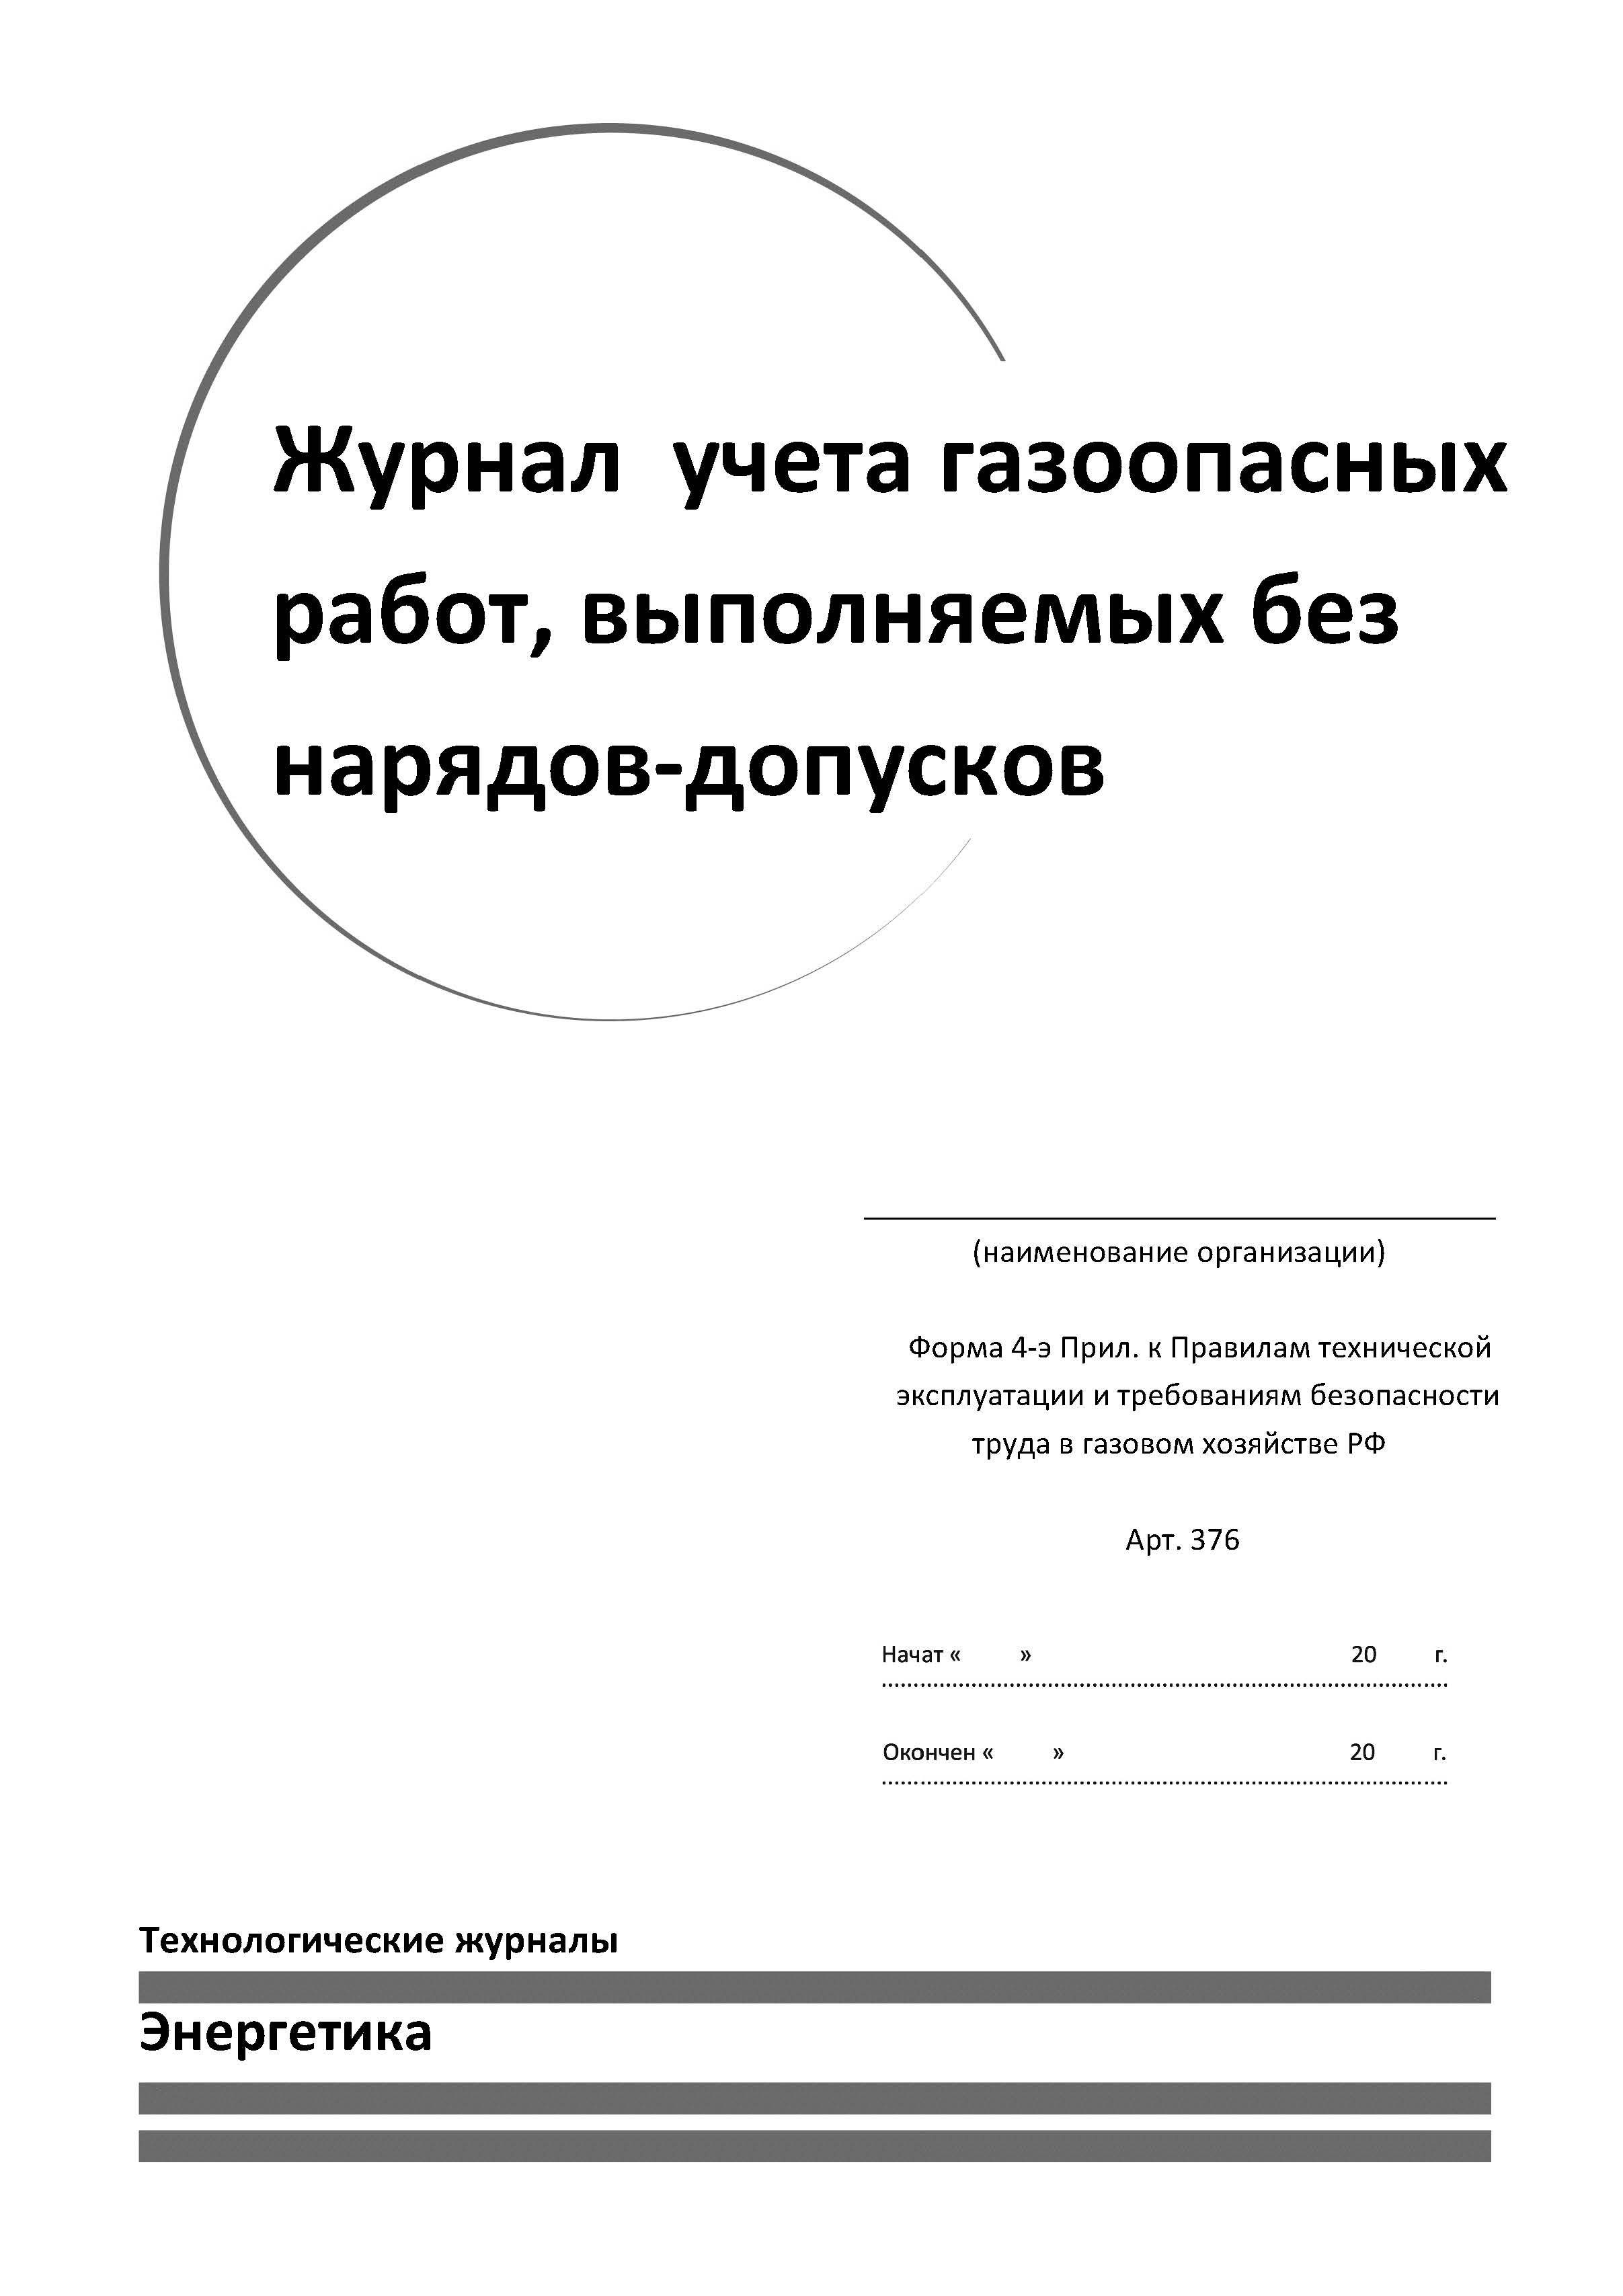 Журнал учета газоопасных
работ, выполняемых без
нарядов-допусков
(наименование организации)
Форма 4-э Прил. к Правилам технической
эксплуатации и требованиям безопасности
труда в газовом хозяйстве РФ
Арт. 376
Начат « » 20 г.
Окончен « » 20 г.
Технологические журналы
Энергетика